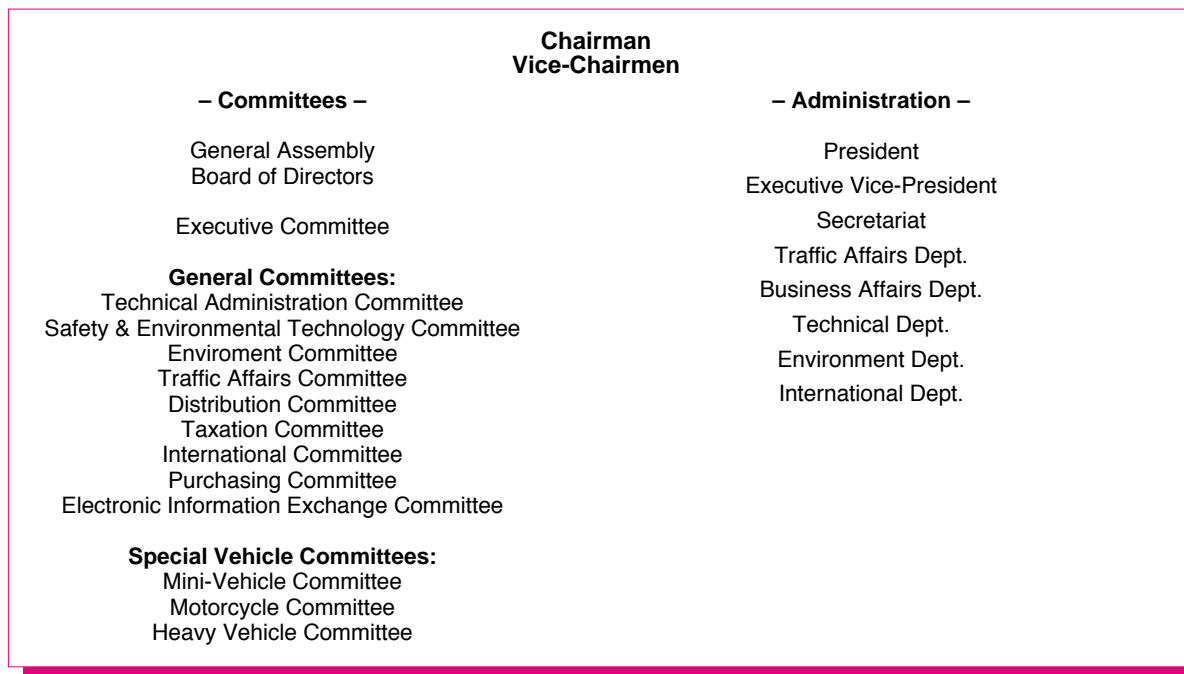 Chairman
Vice-Chairmen
– Committees –
General Assembly
Board of Directors
Executive Committee
General Committees:
Technical Administration Committee
Safety & Environmental Technology Committee
Enviroment Committee
Traffic Affairs Committee
Distribution Committee
Taxation Committee
International Committee
Purchasing Committee
Electronic Information Exchange Committee
Special Vehicle Committees:
Mini-Vehicle Committee
Motorcycle Committee
Heavy Vehicle Committee
– Administration –
President
Executive Vice-President
Secretariat
Traffic Affairs Dept.
Business Affairs Dept.
Technical Dept.
Environment Dept.
International Dept.